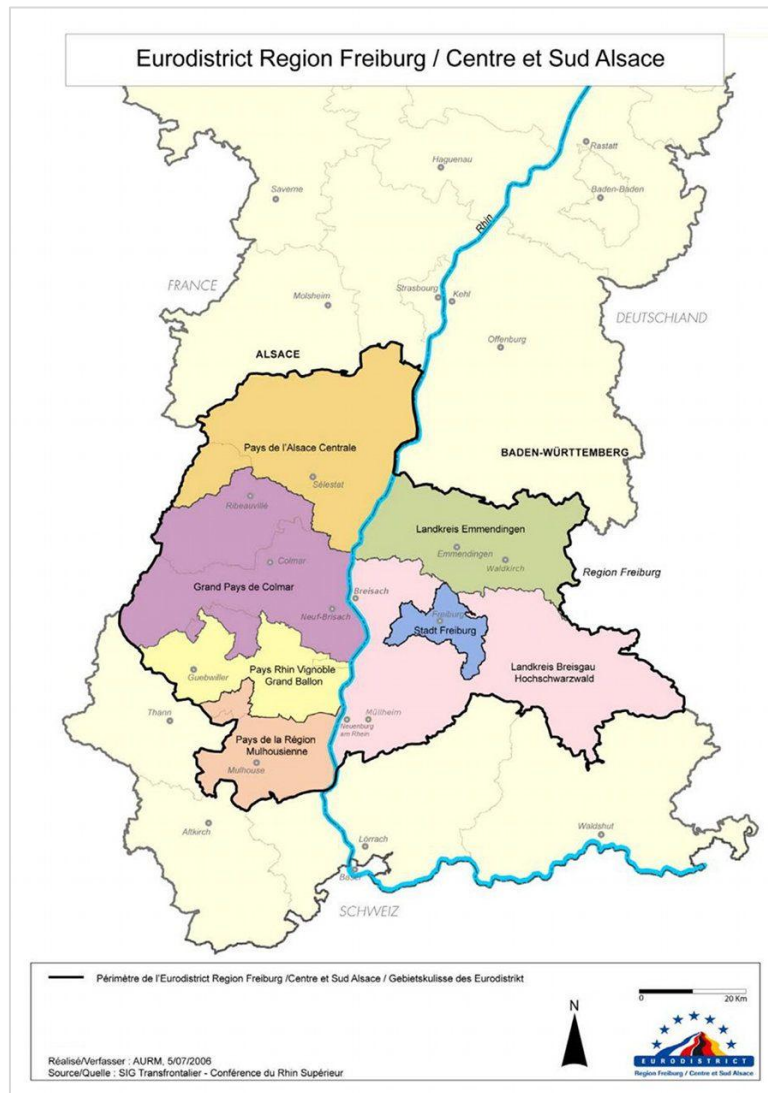 Eurodistrict Region Freiburg / Centre et Sud Alsace
Rastatt
Haguenau
Saverne
Baden-Baden
Rhin
FRANCE
Strasbourg
Kehl
Molsheim
DEUTSCHLAND
Offenburg
ALSACE
Pays de l'Alsace Centrale
BADEN-WÜRTTEMBERG
Sélestat
Ribeauvillé
Landkreis Emmendingen
Emmendingen
Waldkirch
Colmar
Region Freiburg
Grand Pays de Colmar
Breisach
Neuf-Brisach
Freiburg
Stadt Freiburg
Pays Rhin Vignoble
Grand Ballon
Guebwiller
Landkreis Breisgau
Hochschwarzwald
Thann
Neuenburg
am Rhein
Müllheim
Pays de la Région
Mulhousienne
Mulhouse
Altkirch
Lörrach
Waldshut
Basel
SCHWEIZ
Périmètre de l'Eurodistrict Region Freiburg /Centre et Sud Alsace / Gebietskulisse des Eurodistrikt
N
0 20 Km
EURODISTRICT
Region Freiburg / Centre et Sud Alsace
Réalisé/Verfasser : AURM, 5/07/2006
Source/Quelle : SIG Transfrontalier - Conférence du Rhin Supérieur